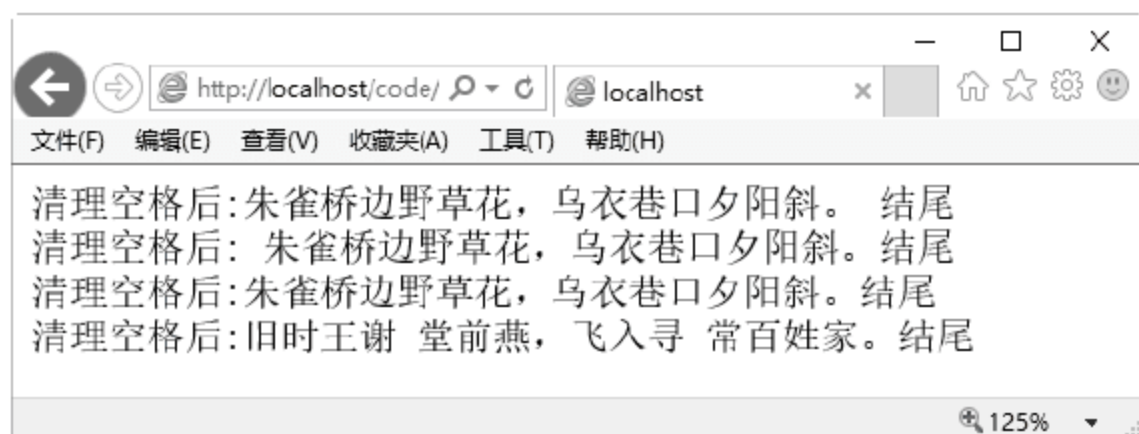 http://localhost/code/ localhost
文件(F) 编辑(E) 查看(V) 收藏夹(A) 工具(T) 帮助(H)
清理空格后:朱雀桥边野草花，乌衣巷口夕阳斜。 结尾
清理空格后: 朱雀桥边野草花，乌衣巷口夕阳斜。结尾
清理空格后:朱雀桥边野草花，乌衣巷口夕阳斜。结尾
清理空格后:旧时王谢 堂前燕，飞入寻 常百姓家。结尾
125%